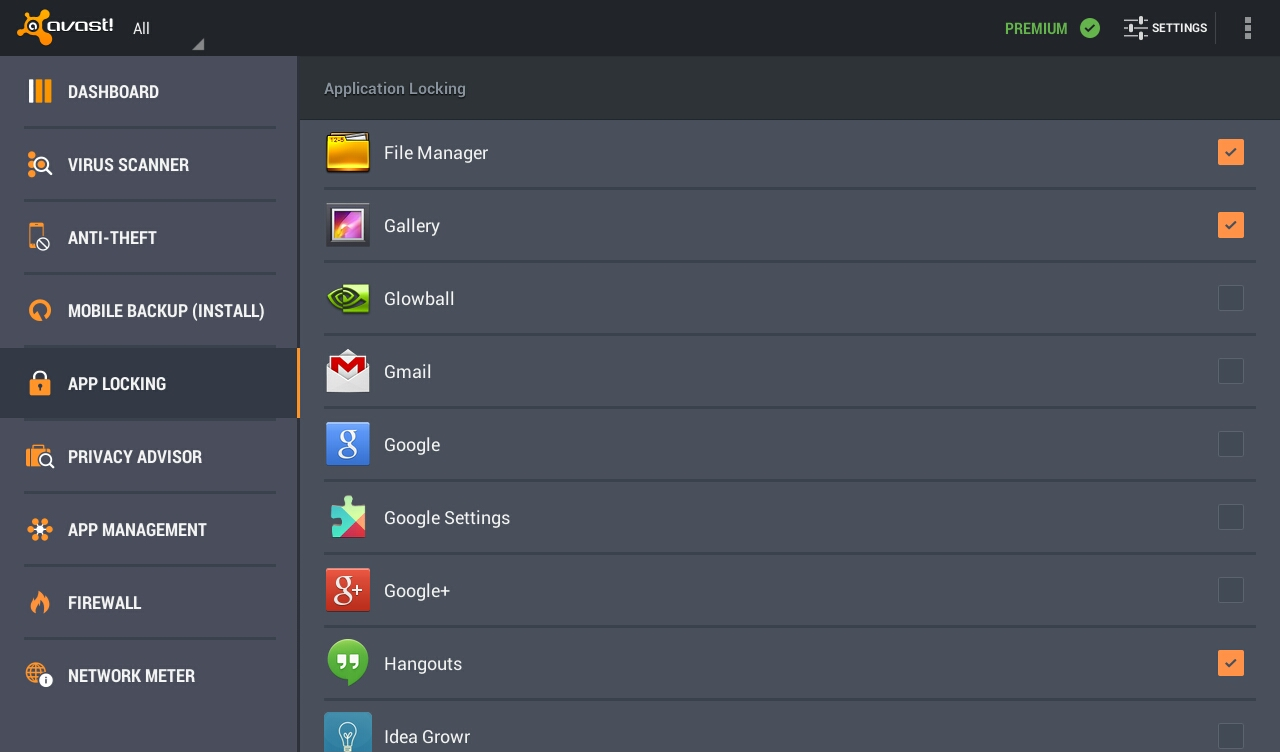 avast!
All
PREMIUM
SETTINGS
DASHBOARD
VIRUS SCANNER
ANTI-THEFT
MOBILE BACKUP (INSTALL)
APP LOCKING
PRIVACY ADVISOR
APP MANAGEMENT
FIREWALL
NETWORK METER
Application Locking
File Manager
Gallery
Glowball
Gmail
Google
Google Settings
Google+
Hangouts
Idea Growr